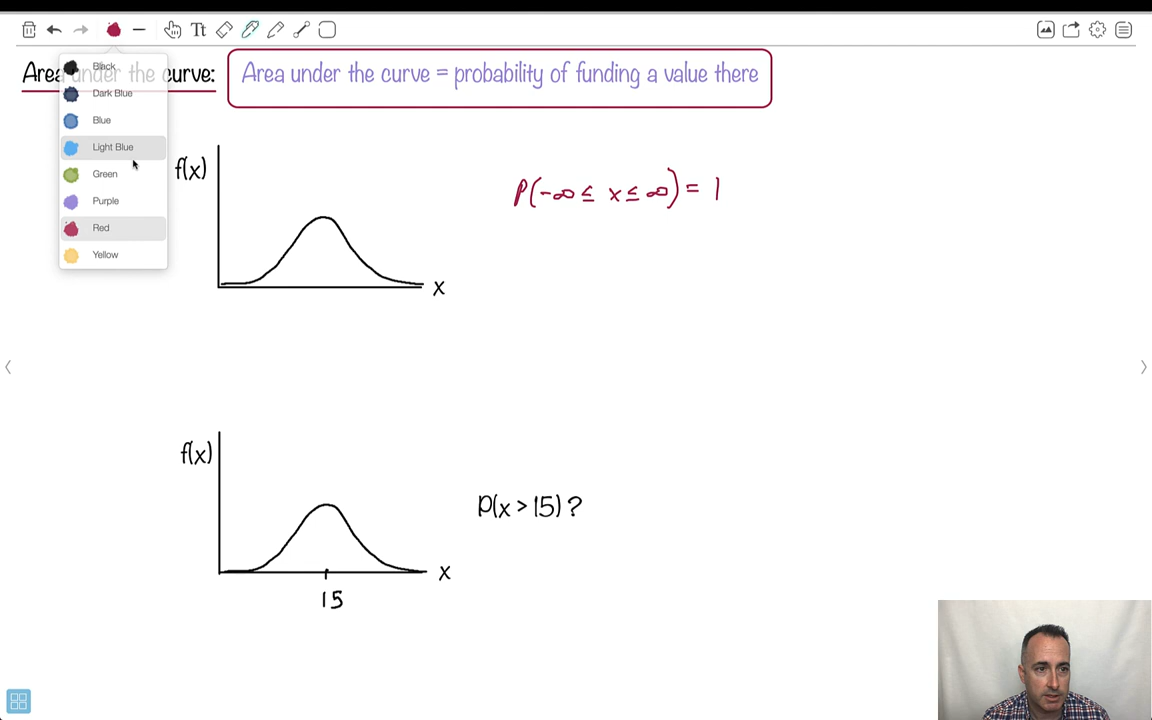 Tt
Area under the curve:
Area under the curve = probability of funding a value there
Black
Dark Blue
Blue
Light Blue
Green
Purple
Red
Yellow
f(x)
P(-∞ ≤ x ≤ ∞) = 1
x
f(x)
P(x > 15) ?
x
15